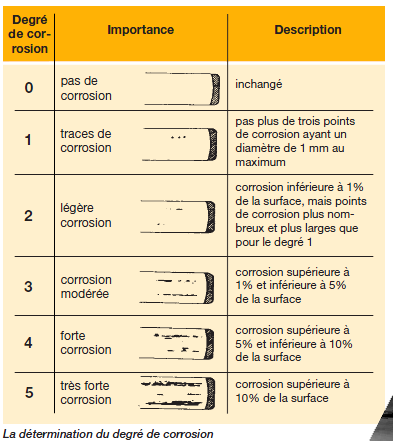 Degré
de cor-
rosion
Importance
Description
0
pas de
corrosion
inchangé
1
traces de
corrosion
pas plus de trois points
de corrosion ayant un
diamètre de 1 mm au
maximum
2
légère
corrosion
corrosion inférieure à 1%
de la surface, mais points
de corrosion plus nom-
breux et plus larges que
pour le degré 1
3
corrosion
modérée
corrosion supérieure à
1% et inférieure à 5%
de la surface
4
forte
corrosion
corrosion supérieure à
5% et inférieure à 10%
de la surface
5
très forte
corrosion
corrosion supérieure à
10% de la surface
La détermination du degré de corrosion